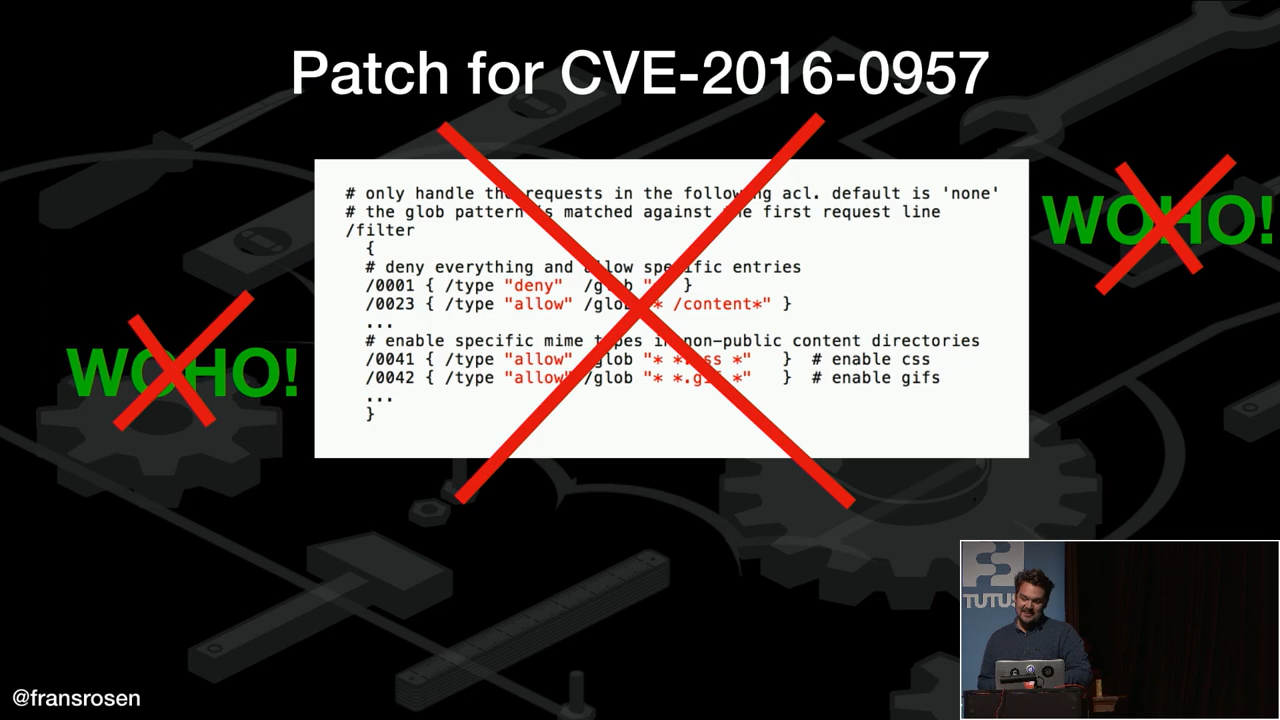 Patch for CVE-2016-0957
# only handle the requests in the following acl. default is 'none'
# the glob pattern is matched against the first request line
/filter
{
# deny everything and allow specific entries
/0001 { /type "deny" /glob "*" }
/0023 { /type "allow" /glob "* /content*" }
...
# enable specific mime types in non-public content directories
/0041 { /type "allow" /glob "* *.css *" } # enable css
/0042 { /type "allow" /glob "* *.gif *" } # enable gifs
...
}
WOHO!
WOHO!
TUTUS
@fransrosen